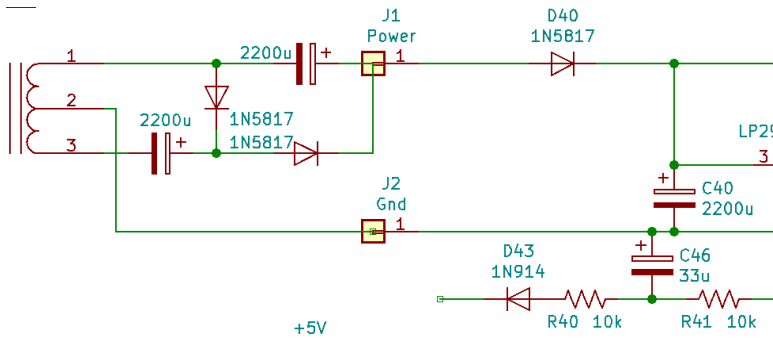 J1
Power
D40
1N5817
1
2200u
+
1
2
2200u
1N5817
1N5817
+
3
LP29
3
J2
Gnd
1
+
C40
2200u
D43
1N914
+
C46
33u
R40 10k
R41 10k
+5V